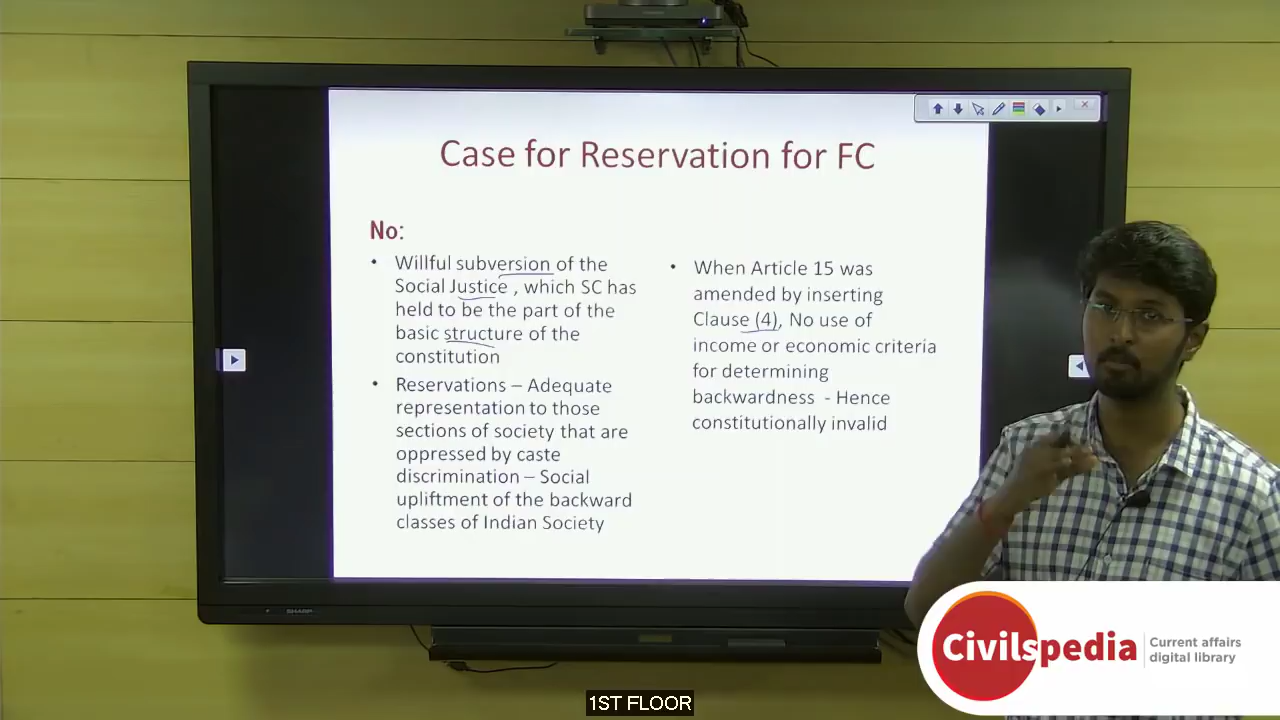 Case for Reservation for FC
No:
• Willful subversion of the
Social Justice , which SC has
held to be the part of the
basic structure of the
constitution
• Reservations – Adequate
representation to those
sections of society that are
oppressed by caste
discrimination – Social
upliftment of the backward
classes of Indian Society
• When Article 15 was
amended by inserting
Clause (4), No use of
income or economic criteria
for determining
backwardness - Hence
constitutionally invalid
SHARP
Civilspedia
Current affairs
digital library
1ST FLOOR